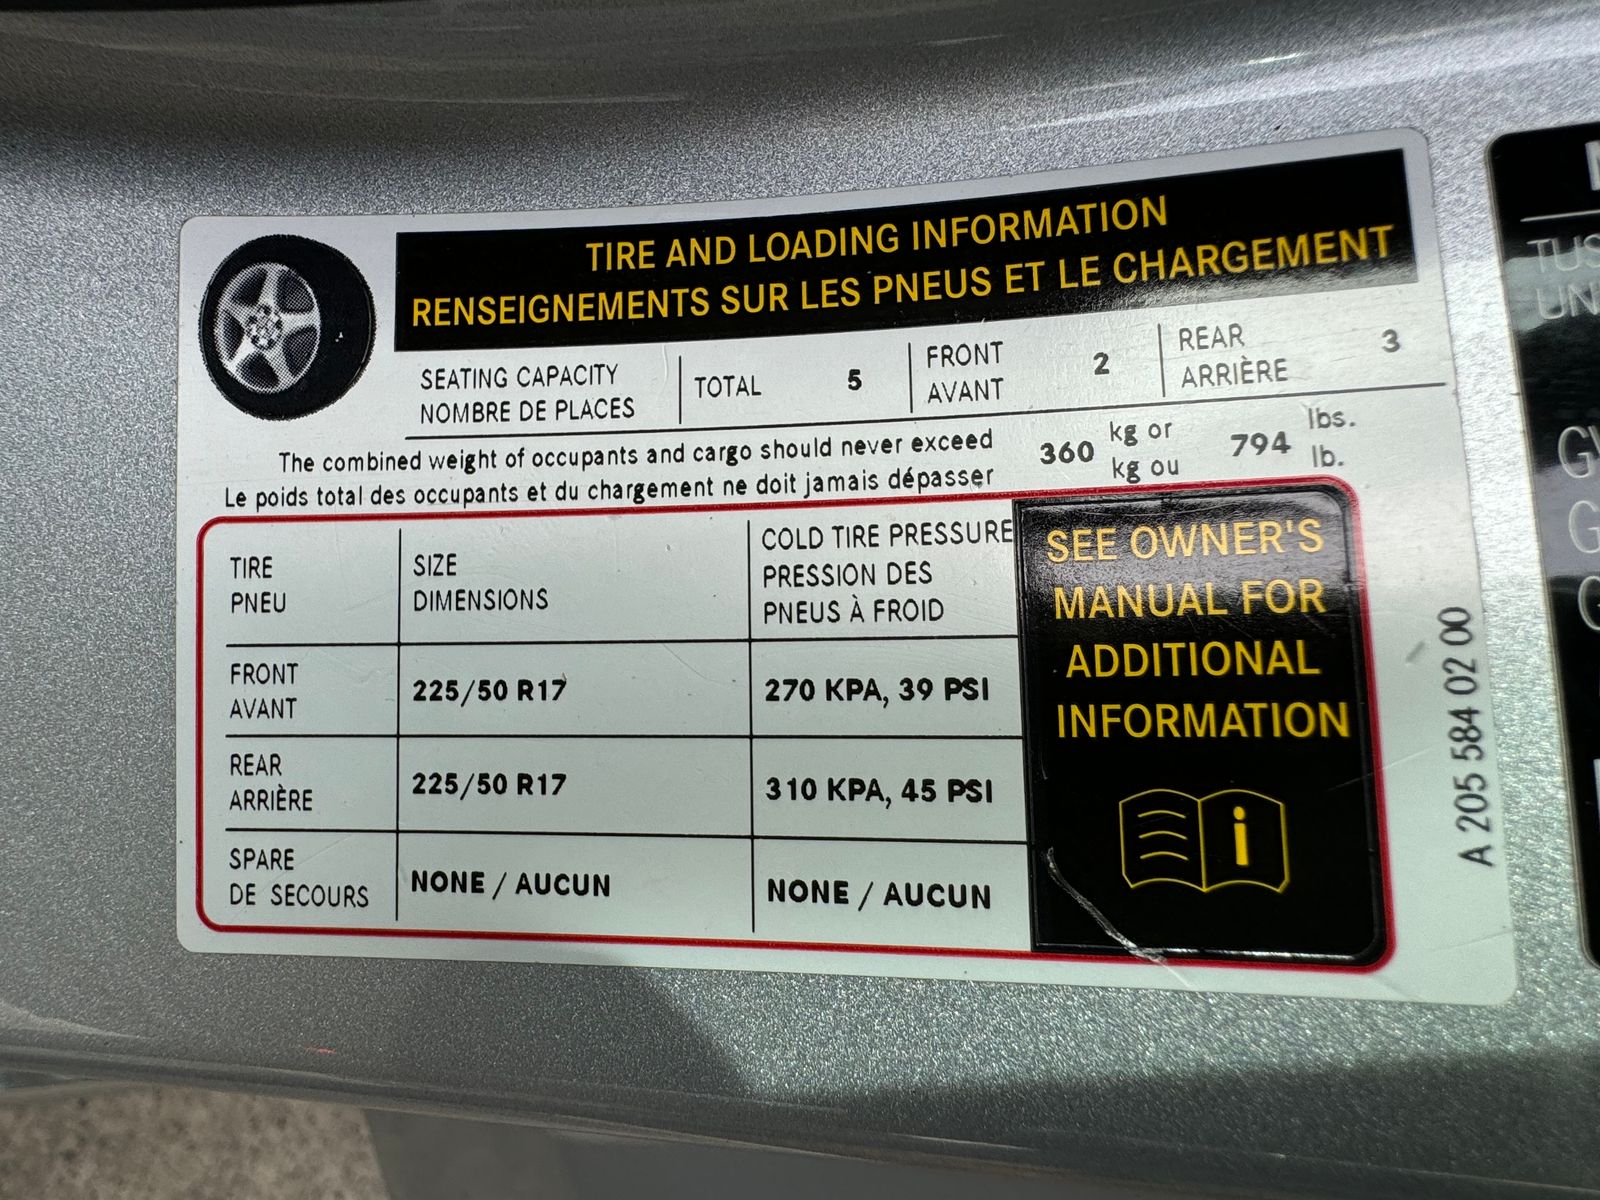 TIRE AND LOADING INFORMATION
RENSEIGNEMENTS SUR LES PNEUS ET LE CHARGEMENT
SEATING CAPACITY
NOMBRE DE PLACES
TOTAL 5
FRONT
AVANT
2
REAR
ARRIÈRE
3
The combined weight of occupants and cargo should never exceed
Le poids total des occupants et du chargement ne doit jamais dépasser
360 kg or
kg ou
794 lbs.
lb.
TIRE
PNEU
SIZE
DIMENSIONS
COLD TIRE PRESSURE
PRESSION DES
PNEUS À FROID
FRONT
AVANT
225/50 R17
270 KPA, 39 PSI
REAR
ARRIÈRE
225/50 R17
310 KPA, 45 PSI
SPARE
DE SECOURS
NONE / AUCUN
NONE / AUCUN
SEE OWNER'S
MANUAL FOR
ADDITIONAL
INFORMATION
i
A 205 584 02 00
TUS
UN